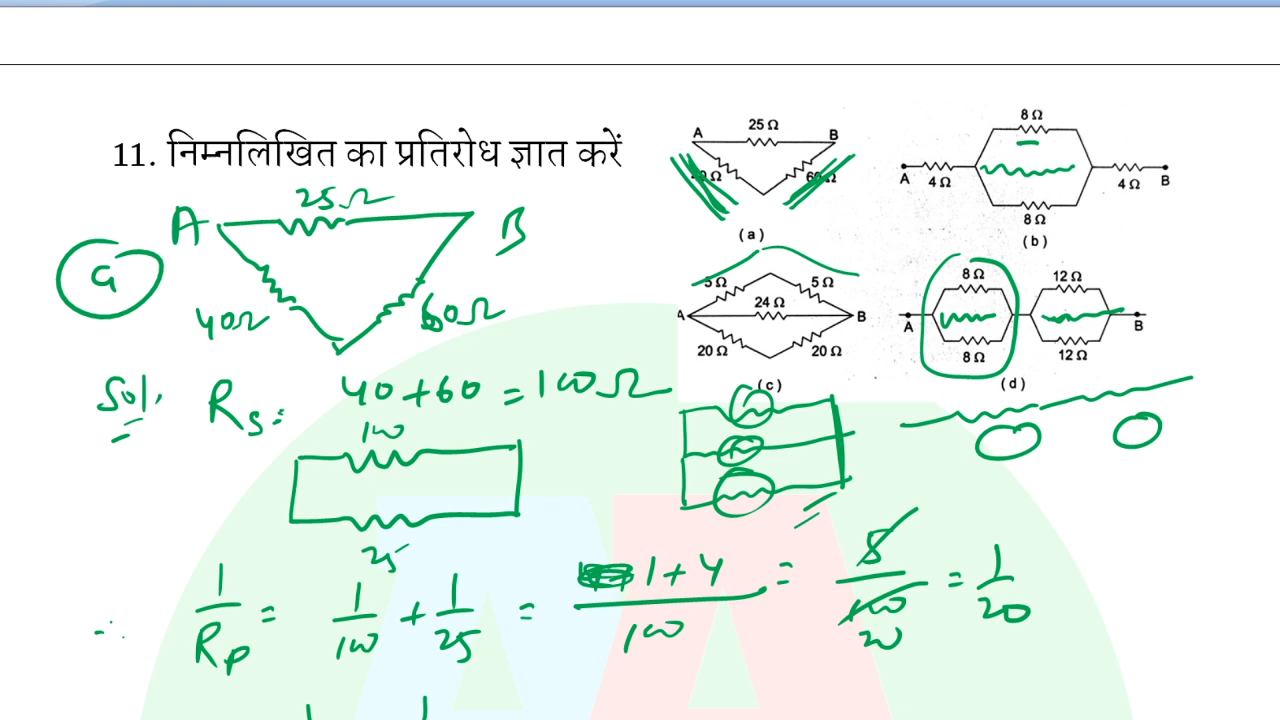 11. निम्नलिखित का प्रतिरोध ज्ञात करें
A 25 Ω B
60 Ω
(a)
8 Ω
A 4 Ω 4 Ω B
8 Ω
(b)
5 Ω 5 Ω
A 24 Ω B
20 Ω 20 Ω
(c)
8 Ω 12 Ω
A B
8 Ω 12 Ω
(d)
A 25Ω B
40Ω 60Ω
Sol. Rs = 40+60 = 100Ω
100
25
∴ 1/Rp = 1/100 + 1/25 = 1+4/100 = 5/100 = 1/20
20